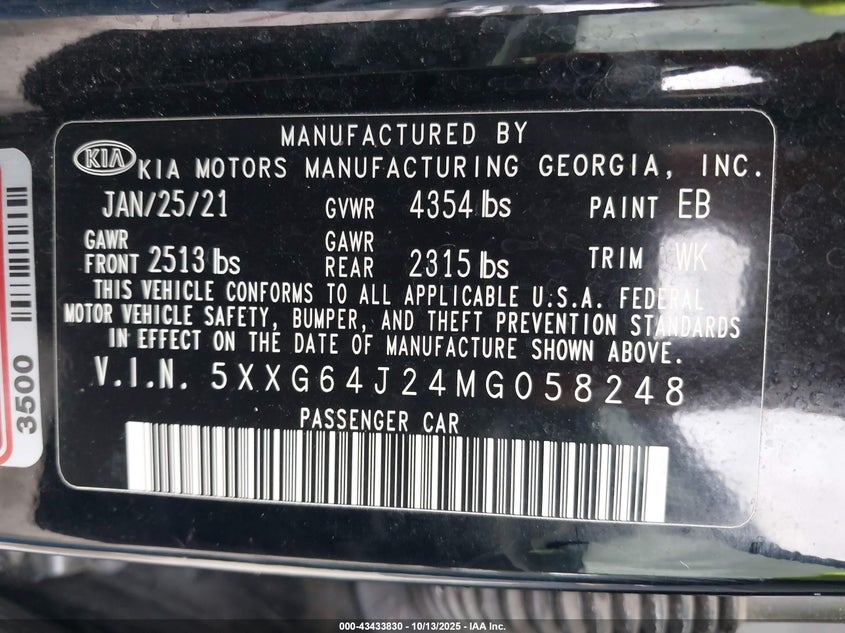 MANUFACTURED BY
KIA KIA MOTORS MANUFACTURING GEORGIA, INC.
JAN/25/21 GVWR 4354 lbs PAINT EB
GAWR FRONT 2513 lbs GAWR REAR 2315 lbs TRIM WK
THIS VEHICLE CONFORMS TO ALL APPLICABLE U.S.A. FEDERAL
MOTOR VEHICLE SAFETY, BUMPER, AND THEFT PREVENTION STANDARDS
IN EFFECT ON THE DATE OF MANUFACTURE SHOWN ABOVE.
V.I.N. 5XXG64J24MG058248
PASSENGER CAR
3500
000-43433830 - 10/13/2025 - IAA Inc.